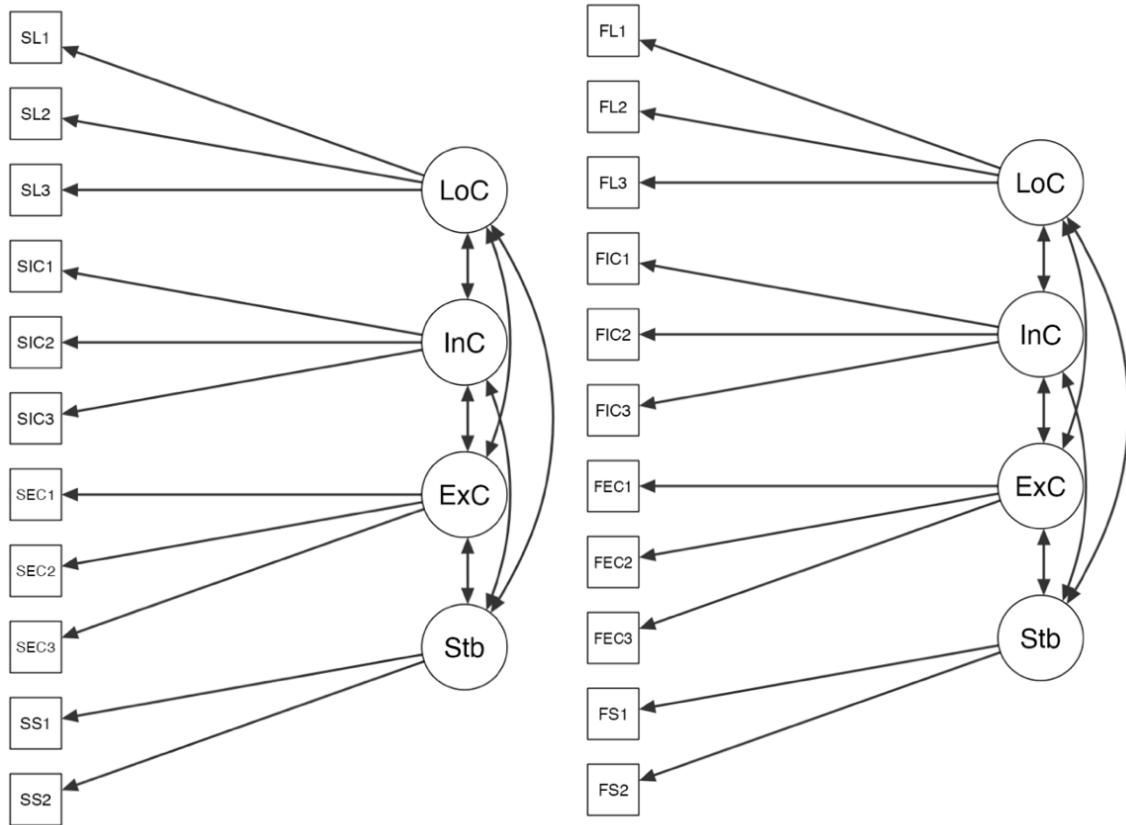 SL1
SL2
SL3
SIC1
SIC2
SIC3
SEC1
SEC2
SEC3
SS1
SS2
LoC
InC
ExC
Stb
FL1
FL2
FL3
FIC1
FIC2
FIC3
FEC1
FEC2
FEC3
FS1
FS2
LoC
InC
ExC
Stb